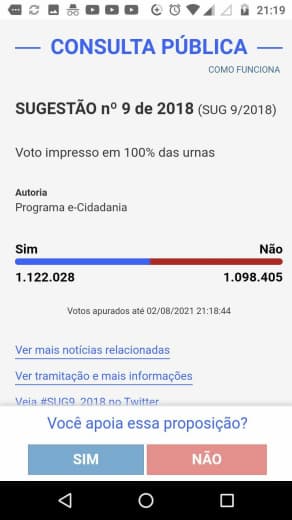 21:19
CONSULTA PÚBLICA
COMO FUNCIONA
SUGESTÃO nº 9 de 2018 (SUG 9/2018)
Voto impresso em 100% das urnas
Autoria
Programa e-Cidadania
Sim Não
1.122.028 1.098.405
Votos apurados até 02/08/2021 21:18:44
Ver mais notícias relacionadas
Ver tramitação e mais informações
Veja #SUG9_2018 no Twitter
Você apoia essa proposição?
SIM NÃO